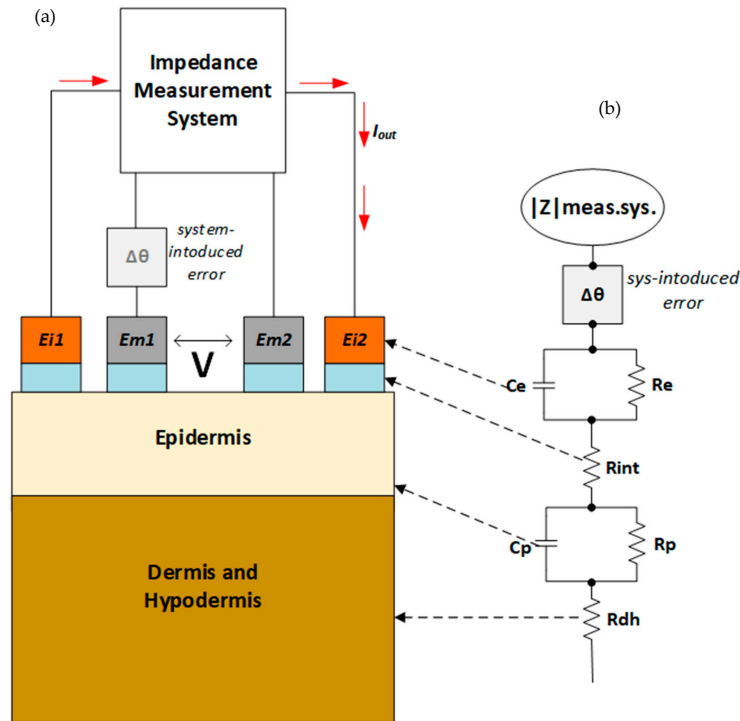 (a)
Impedance
Measurement
System
Iout
(b)
|Z|meas.sys.
system-
intoduced
error
Δθ
sys-intoduced
error
Δθ
Ei1
Em1
V
Em2
Ei2
Ce
Re
Epidermis
Rint
Cp
Rp
Dermis and
Hypodermis
Rdh